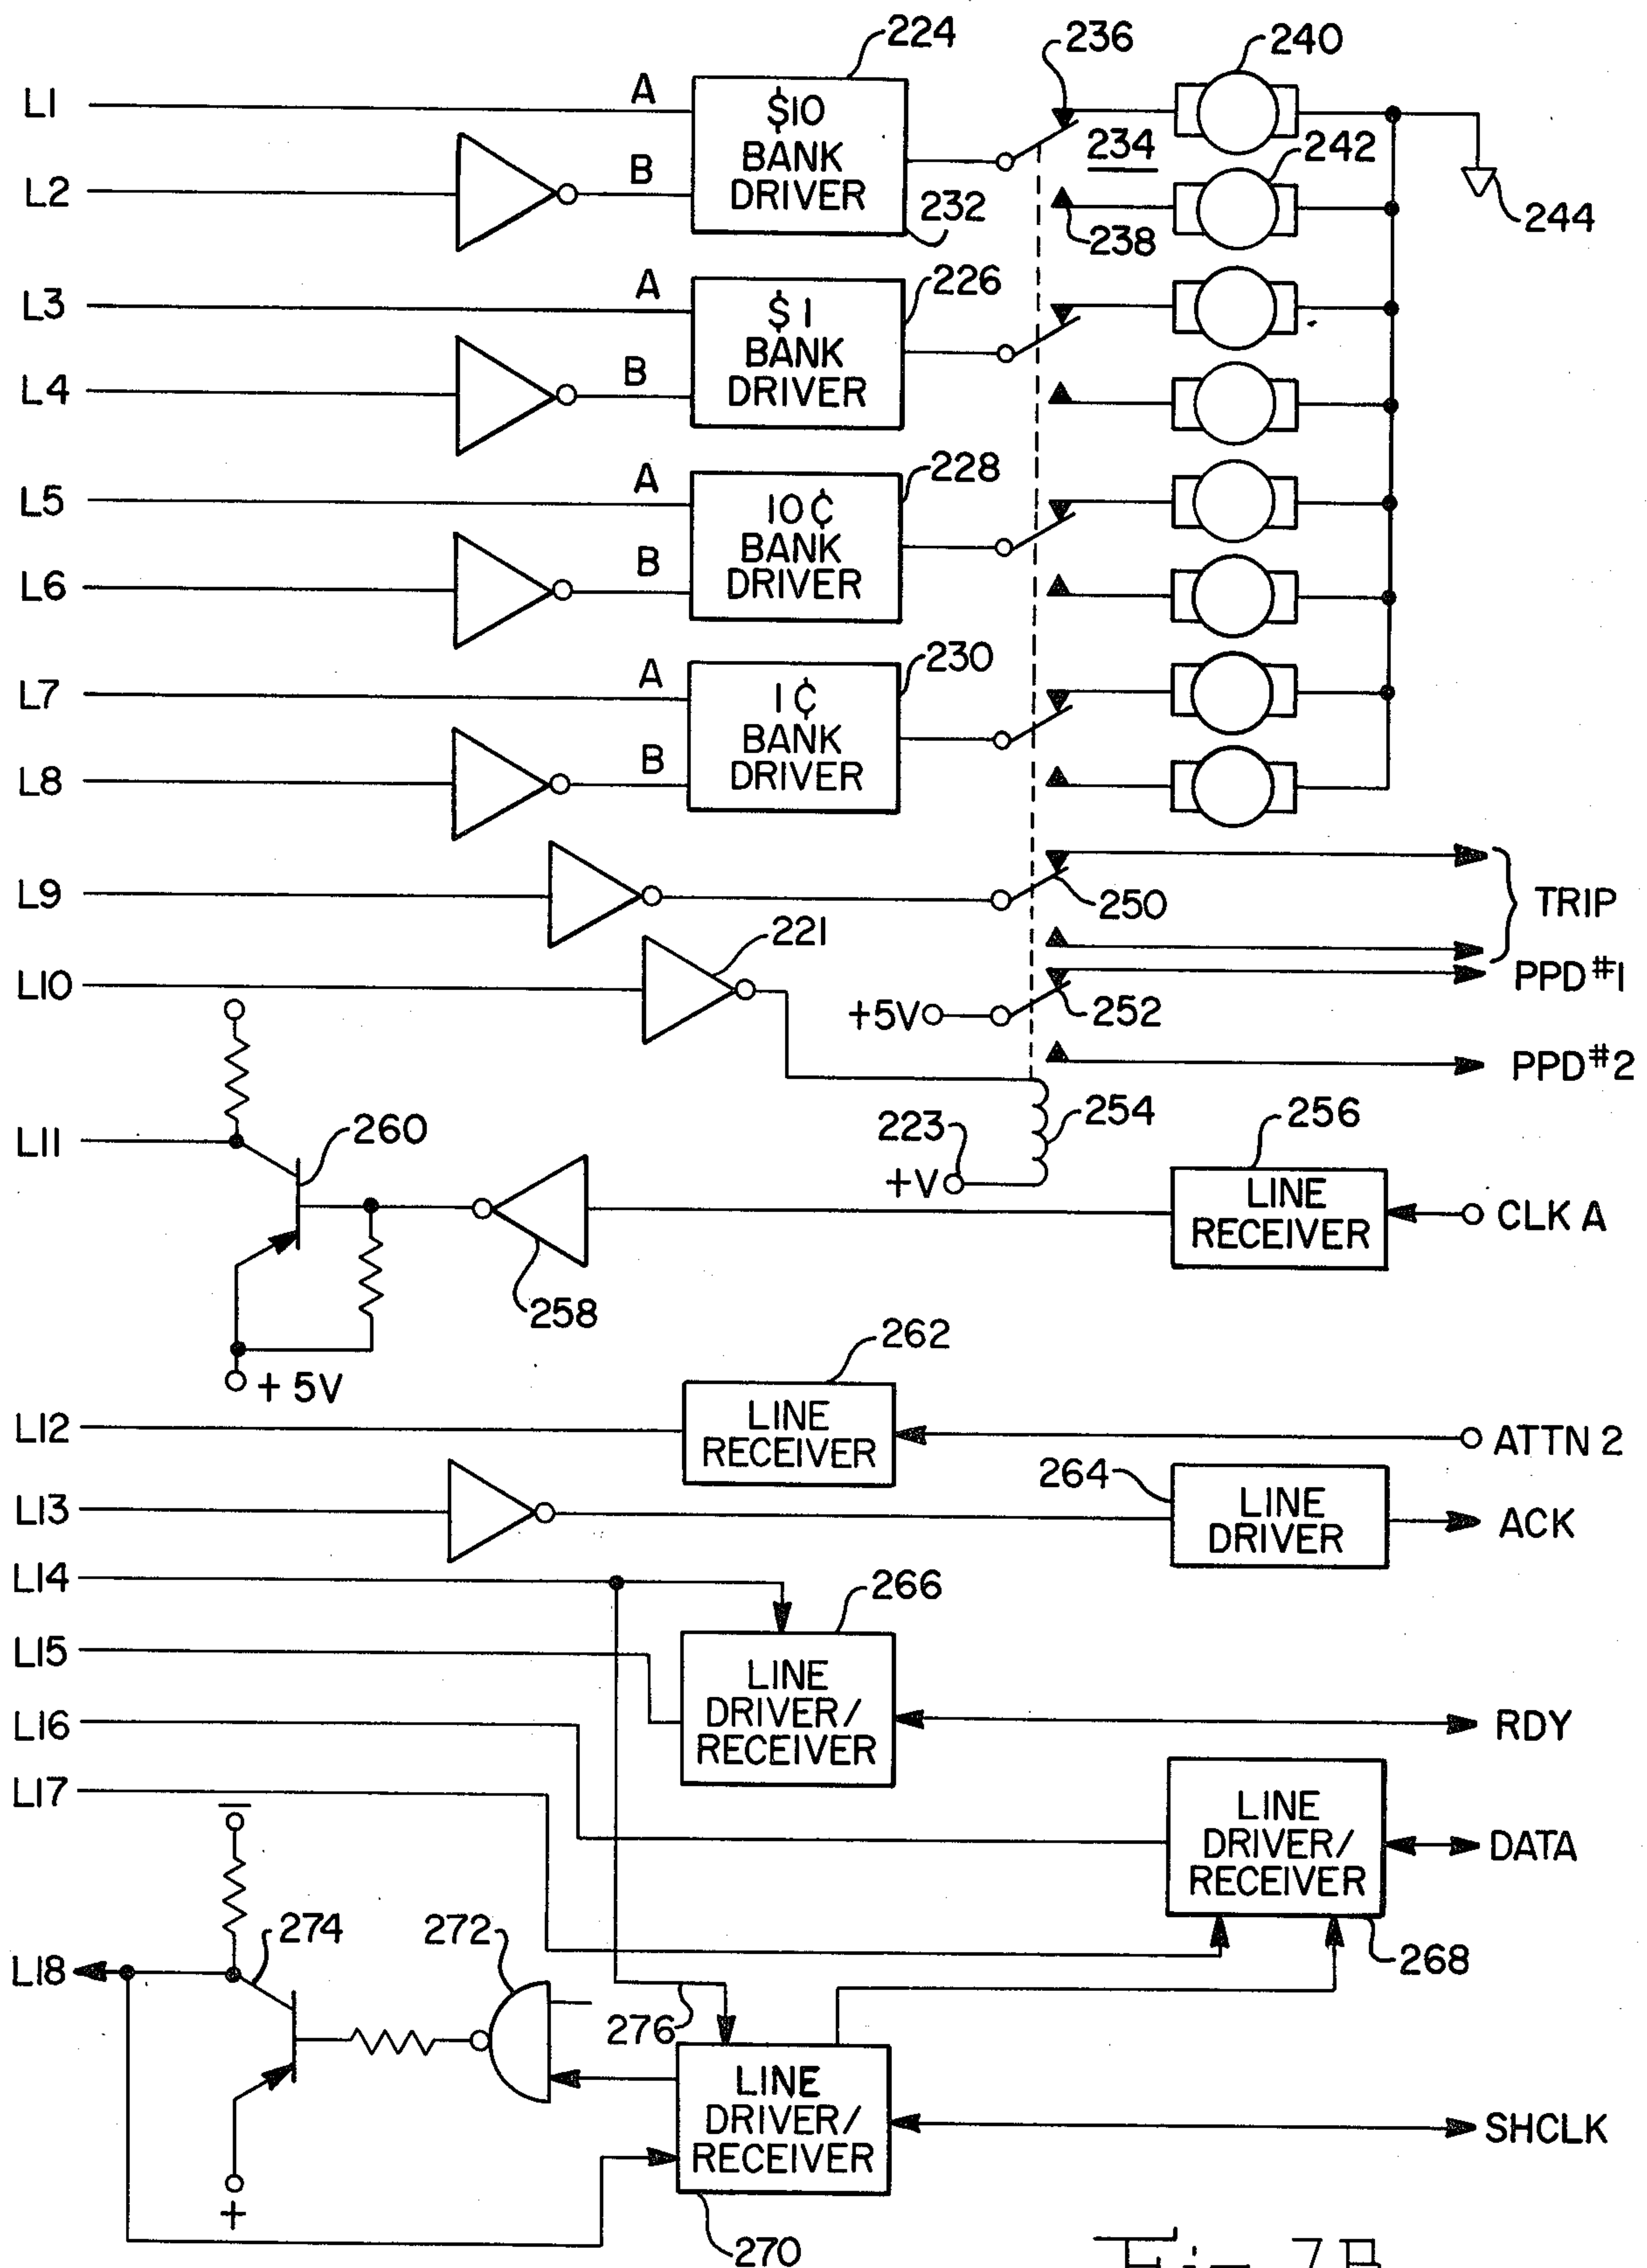 224
236
240
L1
A
$10
BANK
DRIVER
234
242
L2
B
232
238
244
L3
A
226
$1
BANK
DRIVER
L4
B
L5
A
228
10¢
BANK
DRIVER
L6
B
L7
A
230
1¢
BANK
DRIVER
L8
B
L9
250
TRIP
221
L10
PPD #1
+5V
252
PPD #2
L11
260
223
254
256
+V
LINE
RECEIVER
CLK A
258
+ 5V
262
L12
LINE
RECEIVER
ATTN 2
264
L13
LINE
DRIVER
ACK
L14
266
L15
LINE
DRIVER/
RECEIVER
L16
RDY
L17
LINE
DRIVER/
RECEIVER
DATA
–
274
272
L18
268
276
LINE
DRIVER/
RECEIVER
SHCLK
+
270